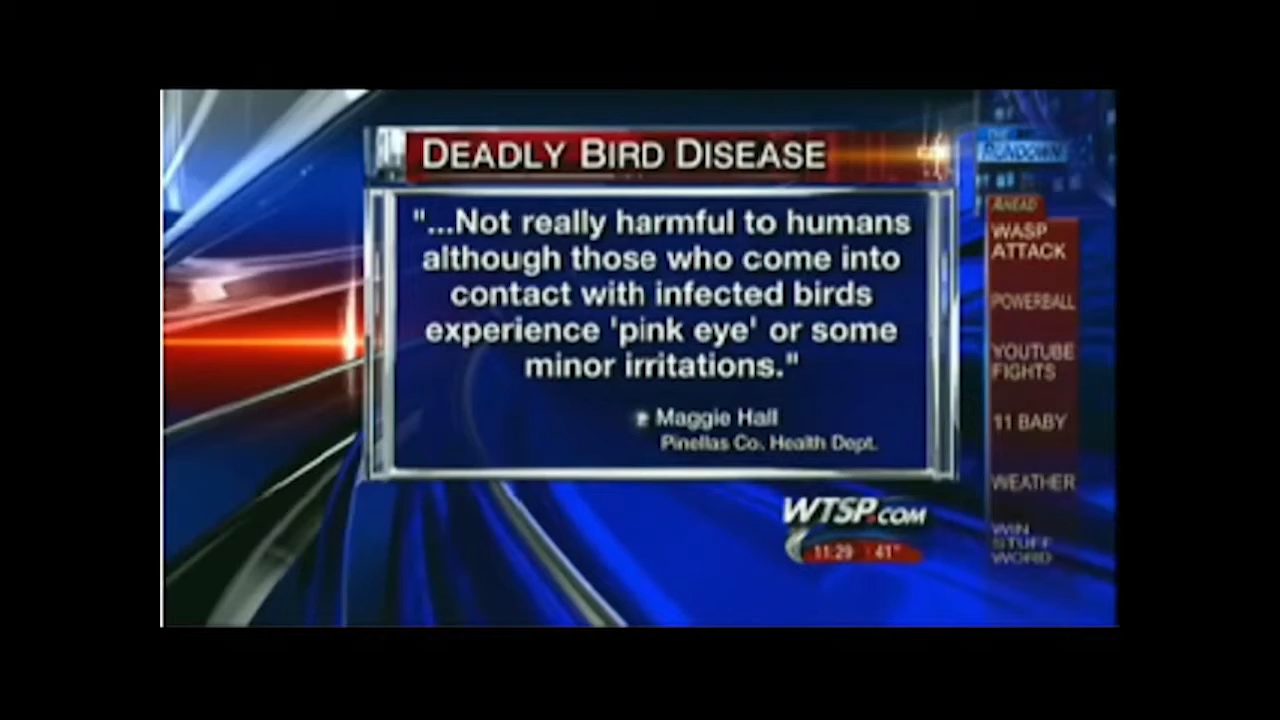 DEADLY BIRD DISEASE
"...Not really harmful to humans
although those who come into
contact with infected birds
experience 'pink eye' or some
minor irritations."
Maggie Hall
Pinellas Co. Health Dept.
WTSP.COM
11:29 41°
RUNDOWN
AHEAD
WASP
ATTACK
POWERBALL
YOUTUBE
FIGHTS
11 BABY
WEATHER
WIN
STUFF
WORD